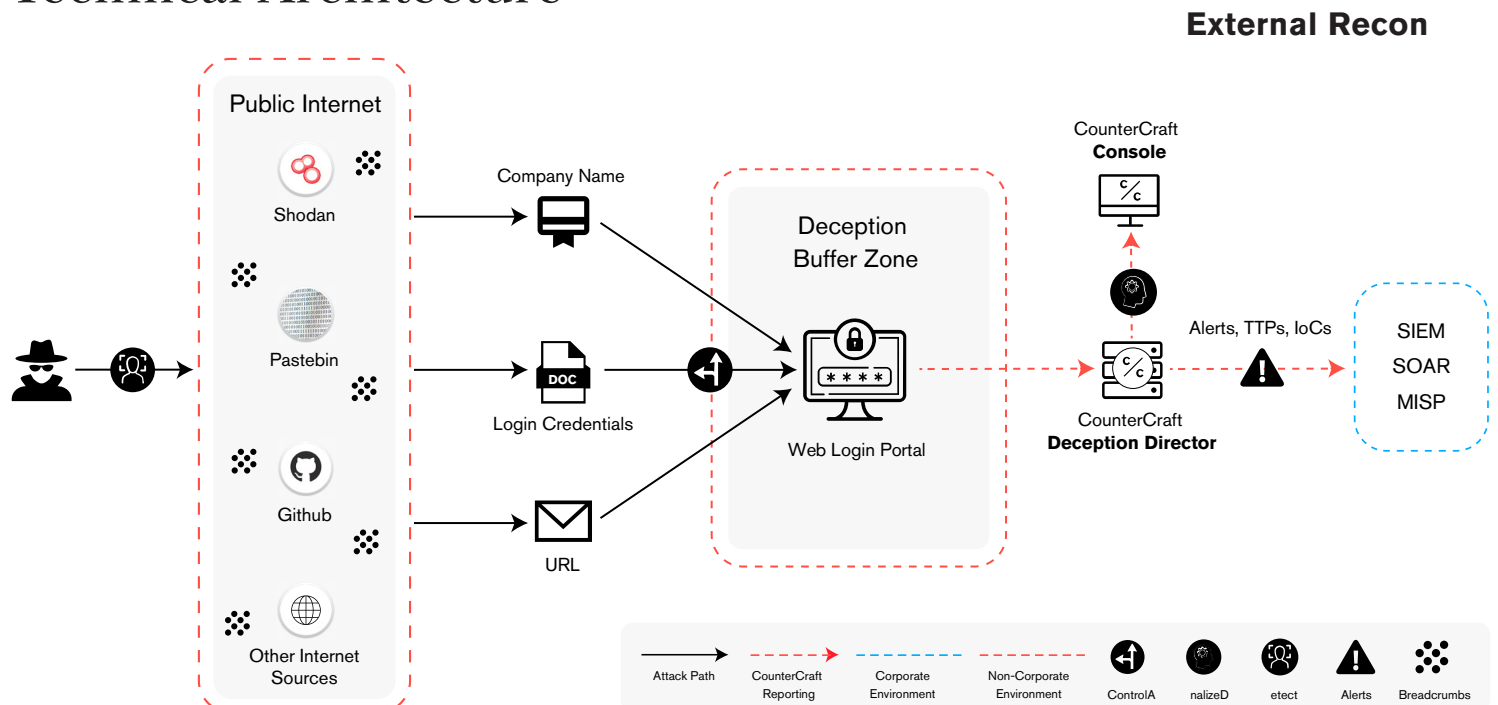 Technical Architecture
External Recon
Public Internet
Shodan
Pastebin
Github
Other Internet
Sources
Company Name
DOC
Login Credentials
URL
Deception
Buffer Zone
* * * *
Web Login Portal
CounterCraft
Console
C/C
C/C
CounterCraft
Deception Director
Alerts, TTPs, IoCs
SIEM
SOAR
MISP
Attack Path
CounterCraft
Reporting
Corporate
Environment
Non-Corporate
Environment
ControlA
nalizeD
etect
Alerts
Breadcrumbs